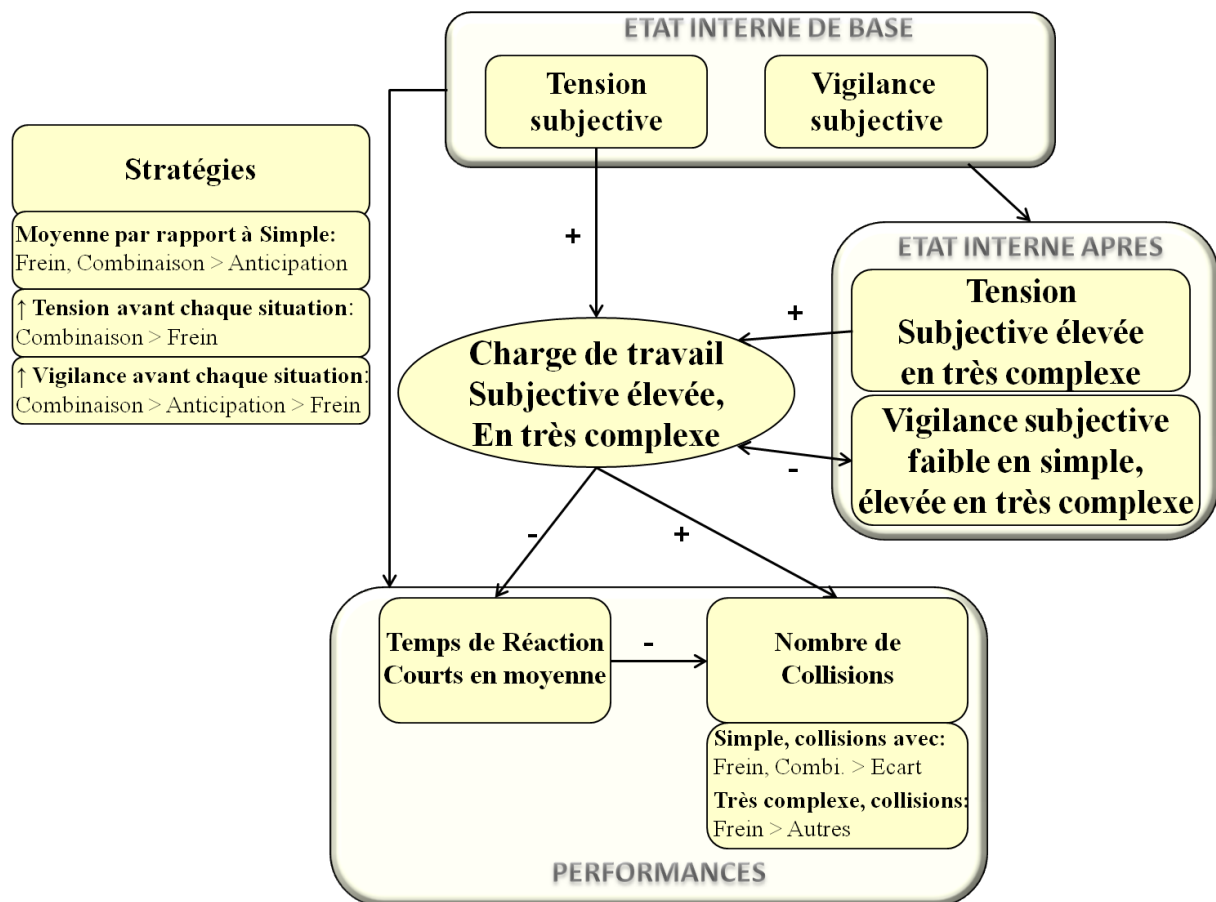 ETAT INTERNE DE BASE
Tension
subjective
Vigilance
subjective
Stratégies
Moyenne par rapport à Simple:
Frein, Combinaison > Anticipation
↑ Tension avant chaque situation:
Combinaison > Frein
↑ Vigilance avant chaque situation:
Combinaison > Anticipation > Frein
+
ETAT INTERNE APRES
Tension
Subjective élevée
en très complexe
+
Charge de travail
Subjective élevée,
En très complexe
Vigilance subjective
faible en simple,
élevée en très complexe
-
-
+
Temps de Réaction
Courts en moyenne
-
Nombre de
Collisions
Simple, collisions avec:
Frein, Combi. > Ecart
Très complexe, collisions:
Frein > Autres
PERFORMANCES